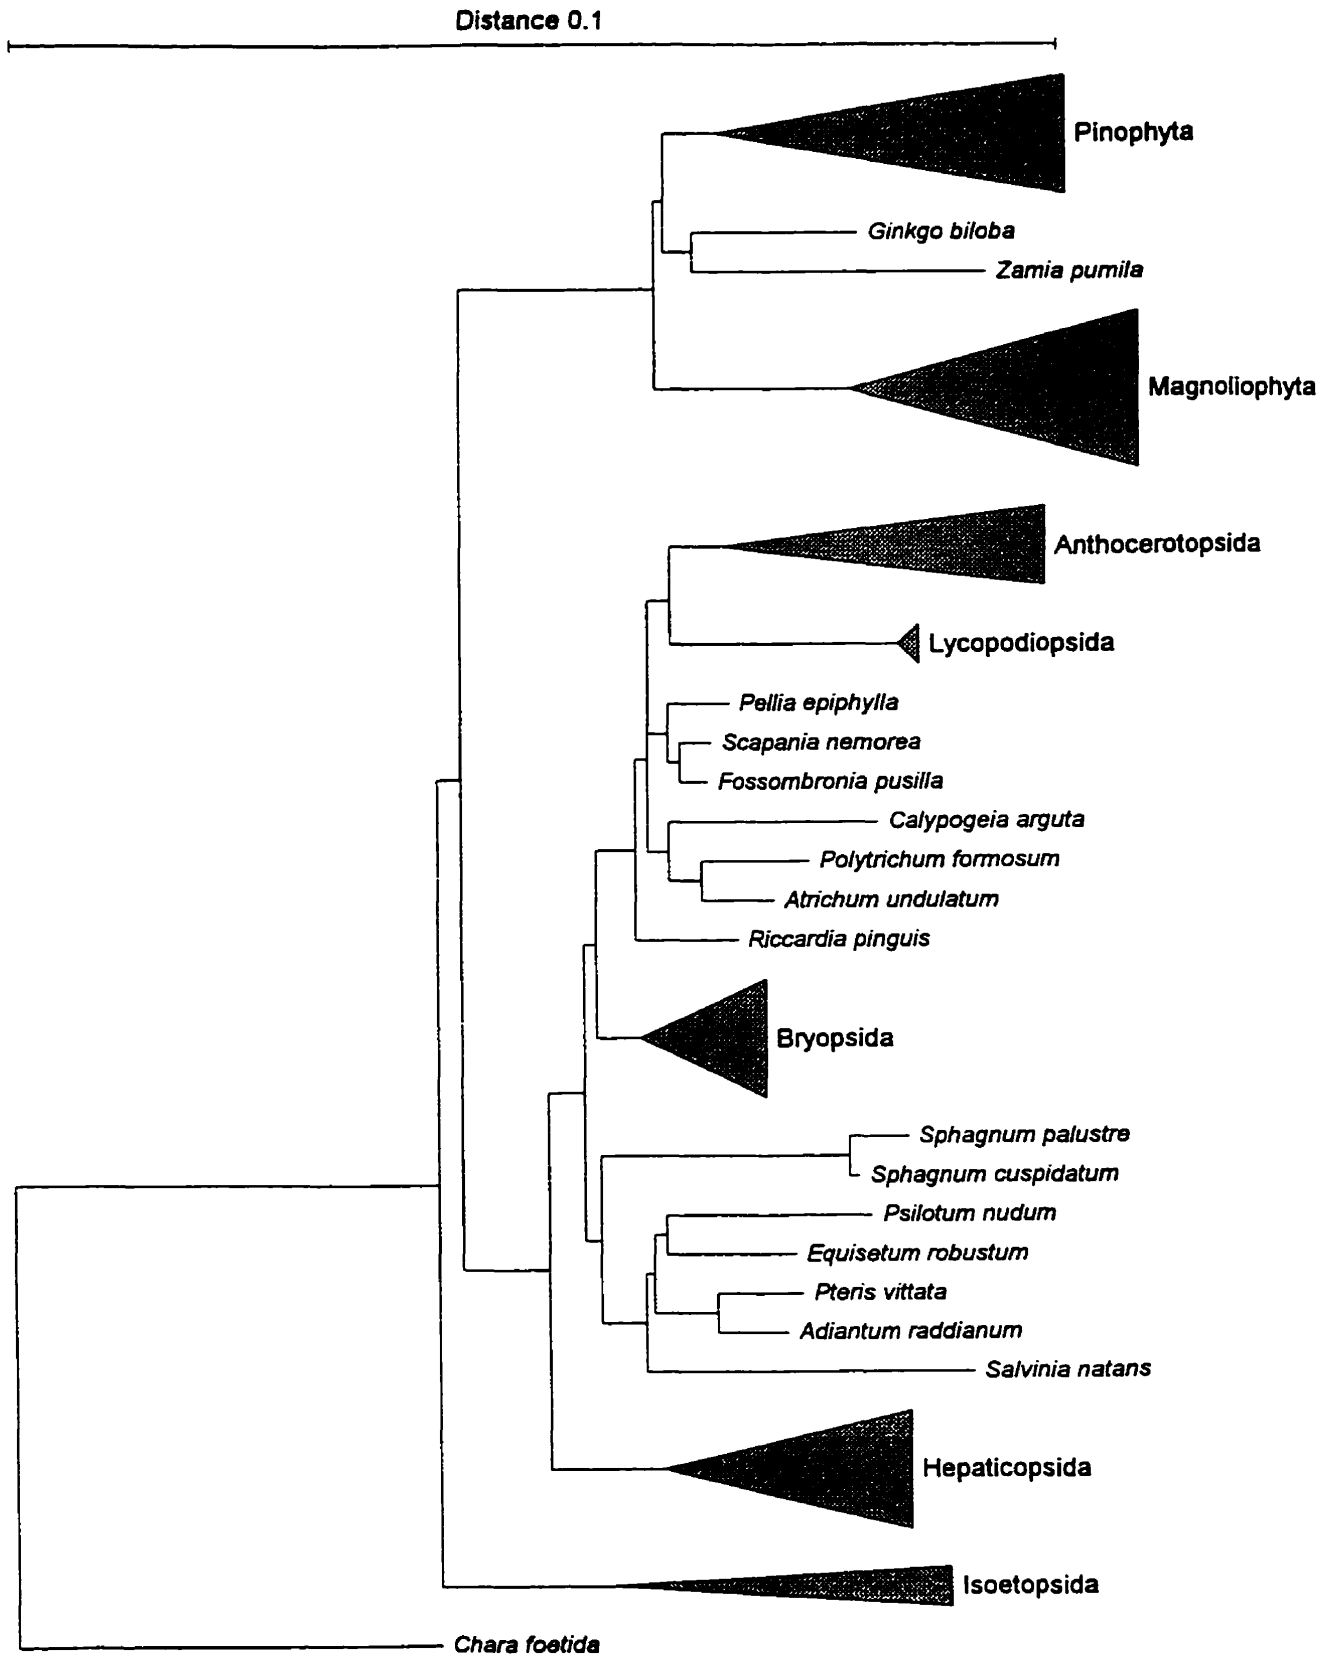 Distance 0.1
Pinophyta
Ginkgo biloba
Zamia pumila
Magnoliophyta
Anthocerotopsida
Lycopodiopsida
Pellia epiphylla
Scapania nemorea
Fossombronia pusilla
Calypogeia arguta
Polytrichum formosum
Atrichum undulatum
Riccardia pinguis
Bryopsida
Sphagnum palustre
Sphagnum cuspidatum
Psilotum nudum
Equisetum robustum
Pteris vittata
Adiantum raddianum
Salvinia natans
Hepaticopsida
Isoetopsida
Chara foetida